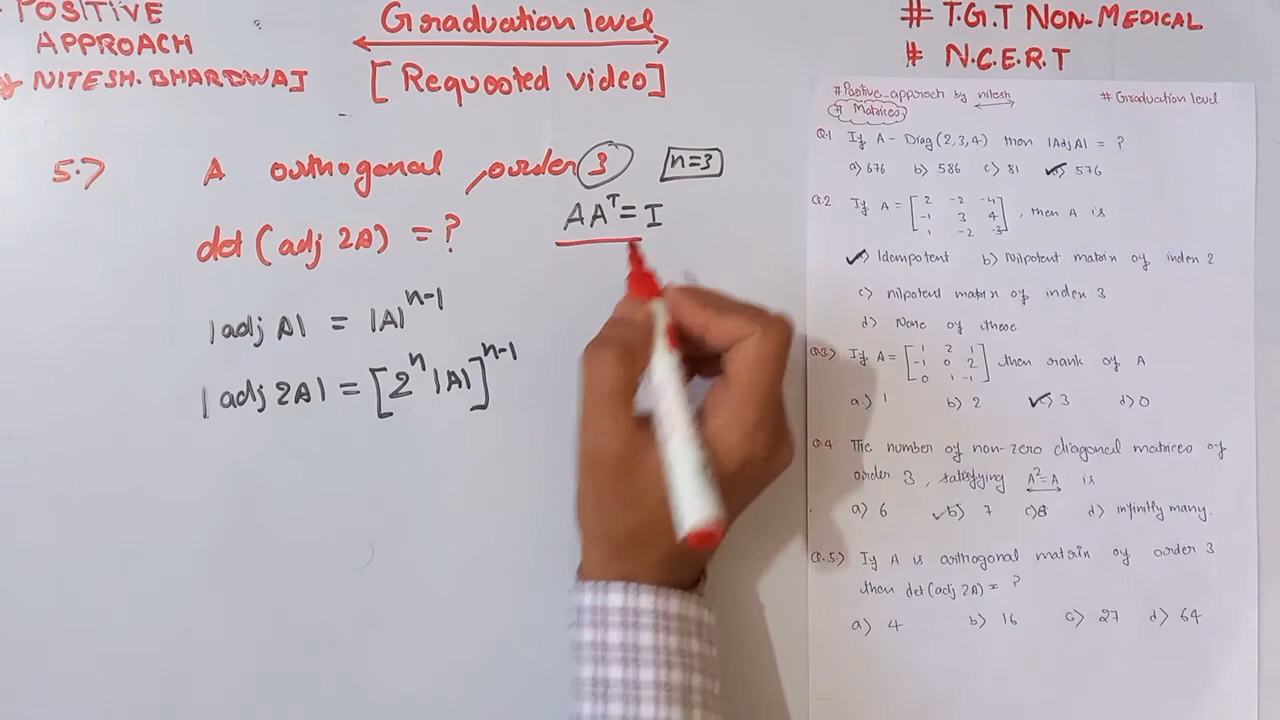 POSITIVE
APPROACH
NITESH. BHARDWAJ
Graduation level
[Requested video]
# T.G.T NON-MEDICAL
# N.C.E.R.T
5.7 A orthogonal, order 3 n=3
det (adj 2A) = ?
AAᵀ = I
|adj A| = |A|ⁿ⁻¹
|adj 2A| = [2ⁿ |A|]ⁿ⁻¹
#Positive-approach by nitesh # Graduation level
# Matrices
Q.1 If A - Diag (2,3,4) then |AdjA| = ?
a) 676 b) 586 c) 81 d) 576
Q.2 If A = [2 -2 -4
-1 3 4
1 -2 -3], then A is
a) Idempotent b) Nilpotent matrix of index 2
c) nilpotent matrix of index 3
d) None of these.
Q.3.) If A = [1 2 1
-1 0 2
0 1 -1] then rank of A
a.) 1 b) 2 c) 3 d) 0
Q.4 The number of non-zero diagonal matrices of
order 3, satisfying A²=A is
a) 6 b) 7 c) 8 d) infinitly many.
Q.5.) If A is orthogonal matrix of order 3
then det (adj 2A) = ?
a) 4 b) 16 c) 27 d) 64